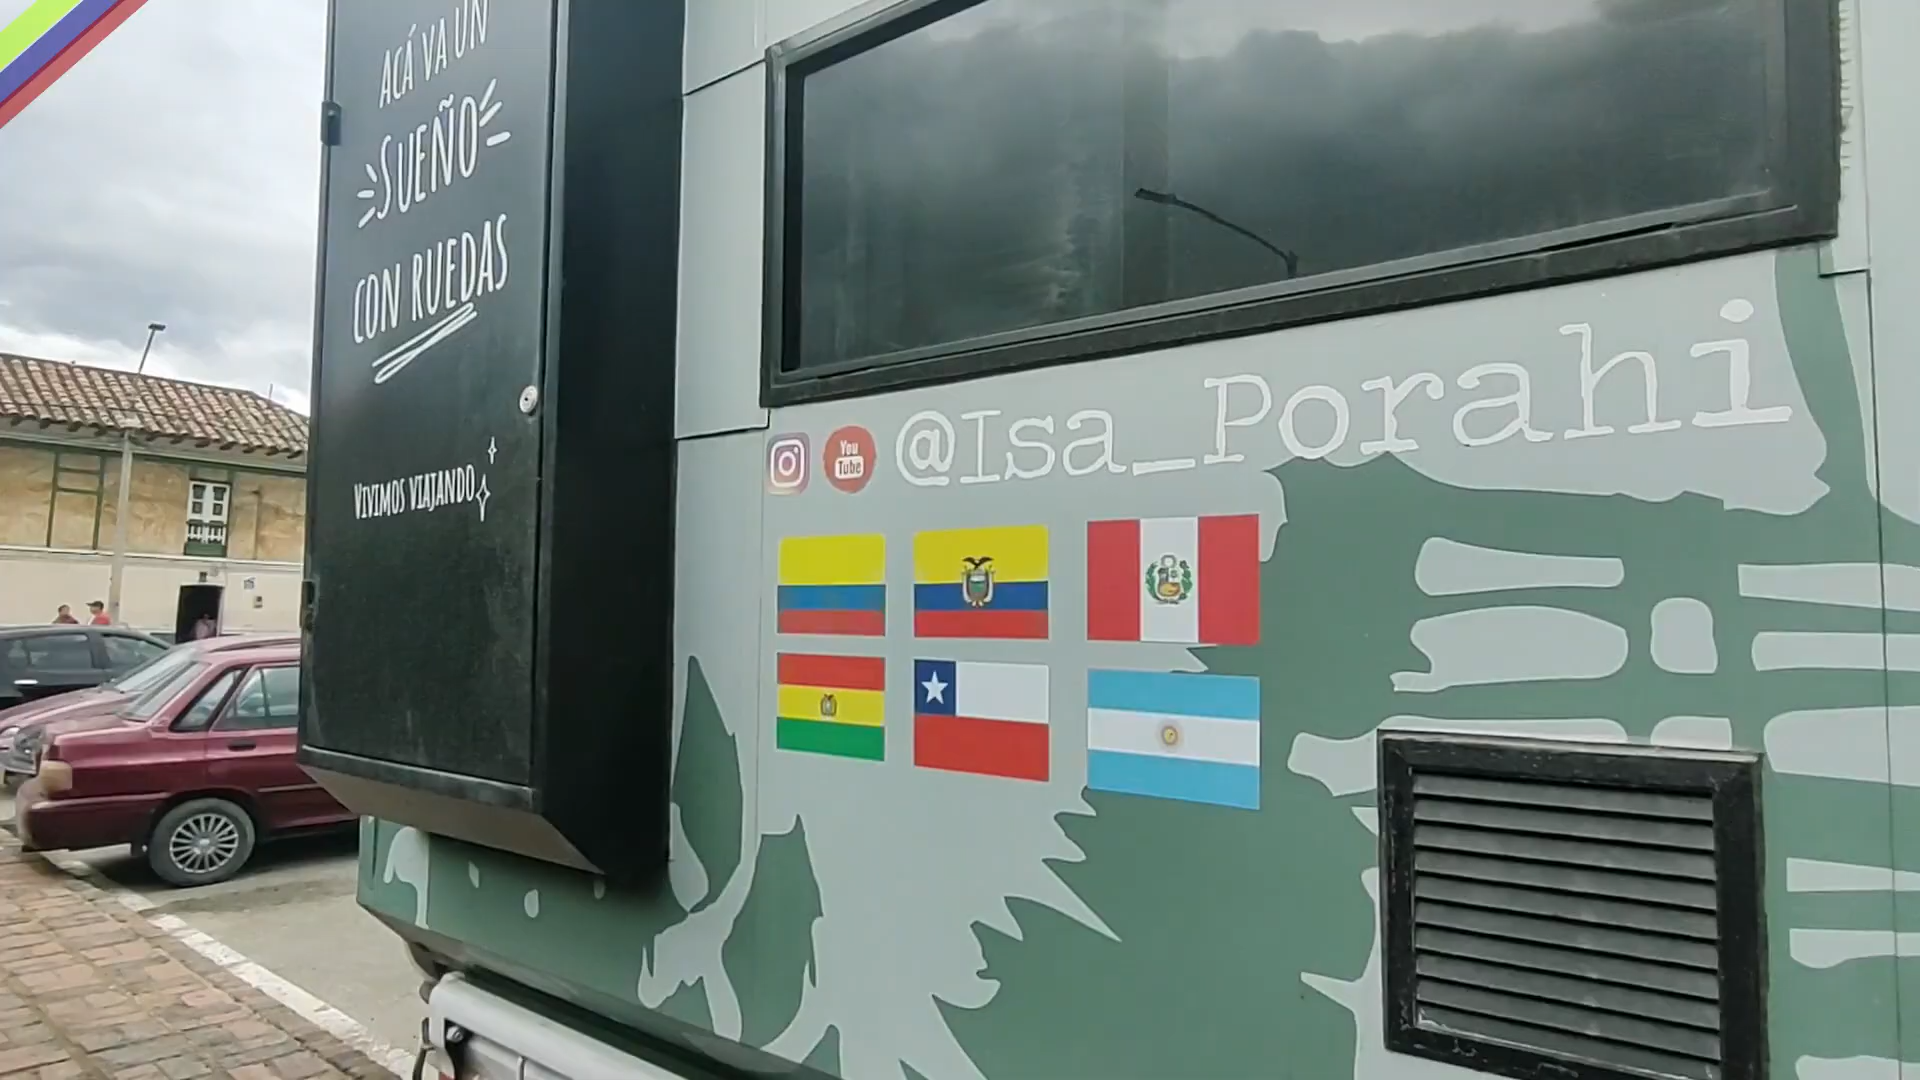 ACÁ VA UN
SUEÑO
CON RUEDAS
VIVIMOS VIAJANDO
You
Tube
@Isa_Porahi